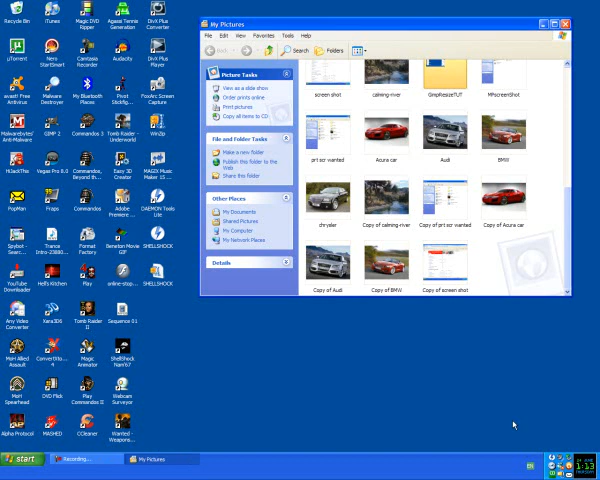 Recycle Bin
iTunes
Magic DVD
Ripper
Agassi Tennis
Generation
DivX Plus
Converter
µTorrent
Nero
StartSmart
Camtasia
Recorder
Audacity
DivX Plus
Player
avast! Free
Antivirus
Malware
Destroyer
My Bluetooth
Places
Pivot
Stickfig...
FoxArc Screen
Capture
Malwarebytes'
Anti-Malware
GIMP 2
Commandos 3
Tomb Raider -
Underworld
WinZip
HiJackThis
Vegas Pro 8.0
Commandos,
Beyond th...
Easy 3D
Creator
MAGIX Music
Maker 15 ...
PopMan
Fraps
Commandos
Adobe
Premiere ...
DAEMON Tools
Lite
Spybot -
Searc...
Trance
Format
Factory
Beneton Movie
GIF
SHELLSHOCK
YouTube
Downloader
Hell's Kitchen
Play
online-stop...
SHELLSHOCK
Any Video
Converter
Xara3D6
Tomb Raider
II
Sequence 01
MoH Allied
Assault
ConvertXto...
4
Magic
Animator
ShellShock
Nam'67
MoH
Spearhead
DVD Flick
Play
Commandos II
Webcam
Surveyor
Alpha Protocol
MASHED
CCleaner
Wanted -
Weapons...
My Pictures
File
Edit
View
Favorites
Tools
Help
Back
Search
Folders
Picture Tasks
View as a slide show
Order prints online
Print pictures
Copy all items to CD
File and Folder Tasks
Make a new folder
Publish this folder to the
Web
Share this folder
Other Places
My Documents
Shared Pictures
My Computer
My Network Places
Details
screen shot
calming-river
GimpResizeTUT
MPscreenShot
prt scr wanted
Acura car
Audi
BMW
chrysler
Copy of calming-river
Copy of prt scr wanted
Copy of Acura car
Copy of Audi
Copy of BMW
Copy of screen shot
start
Recording...
My Pictures
1:13